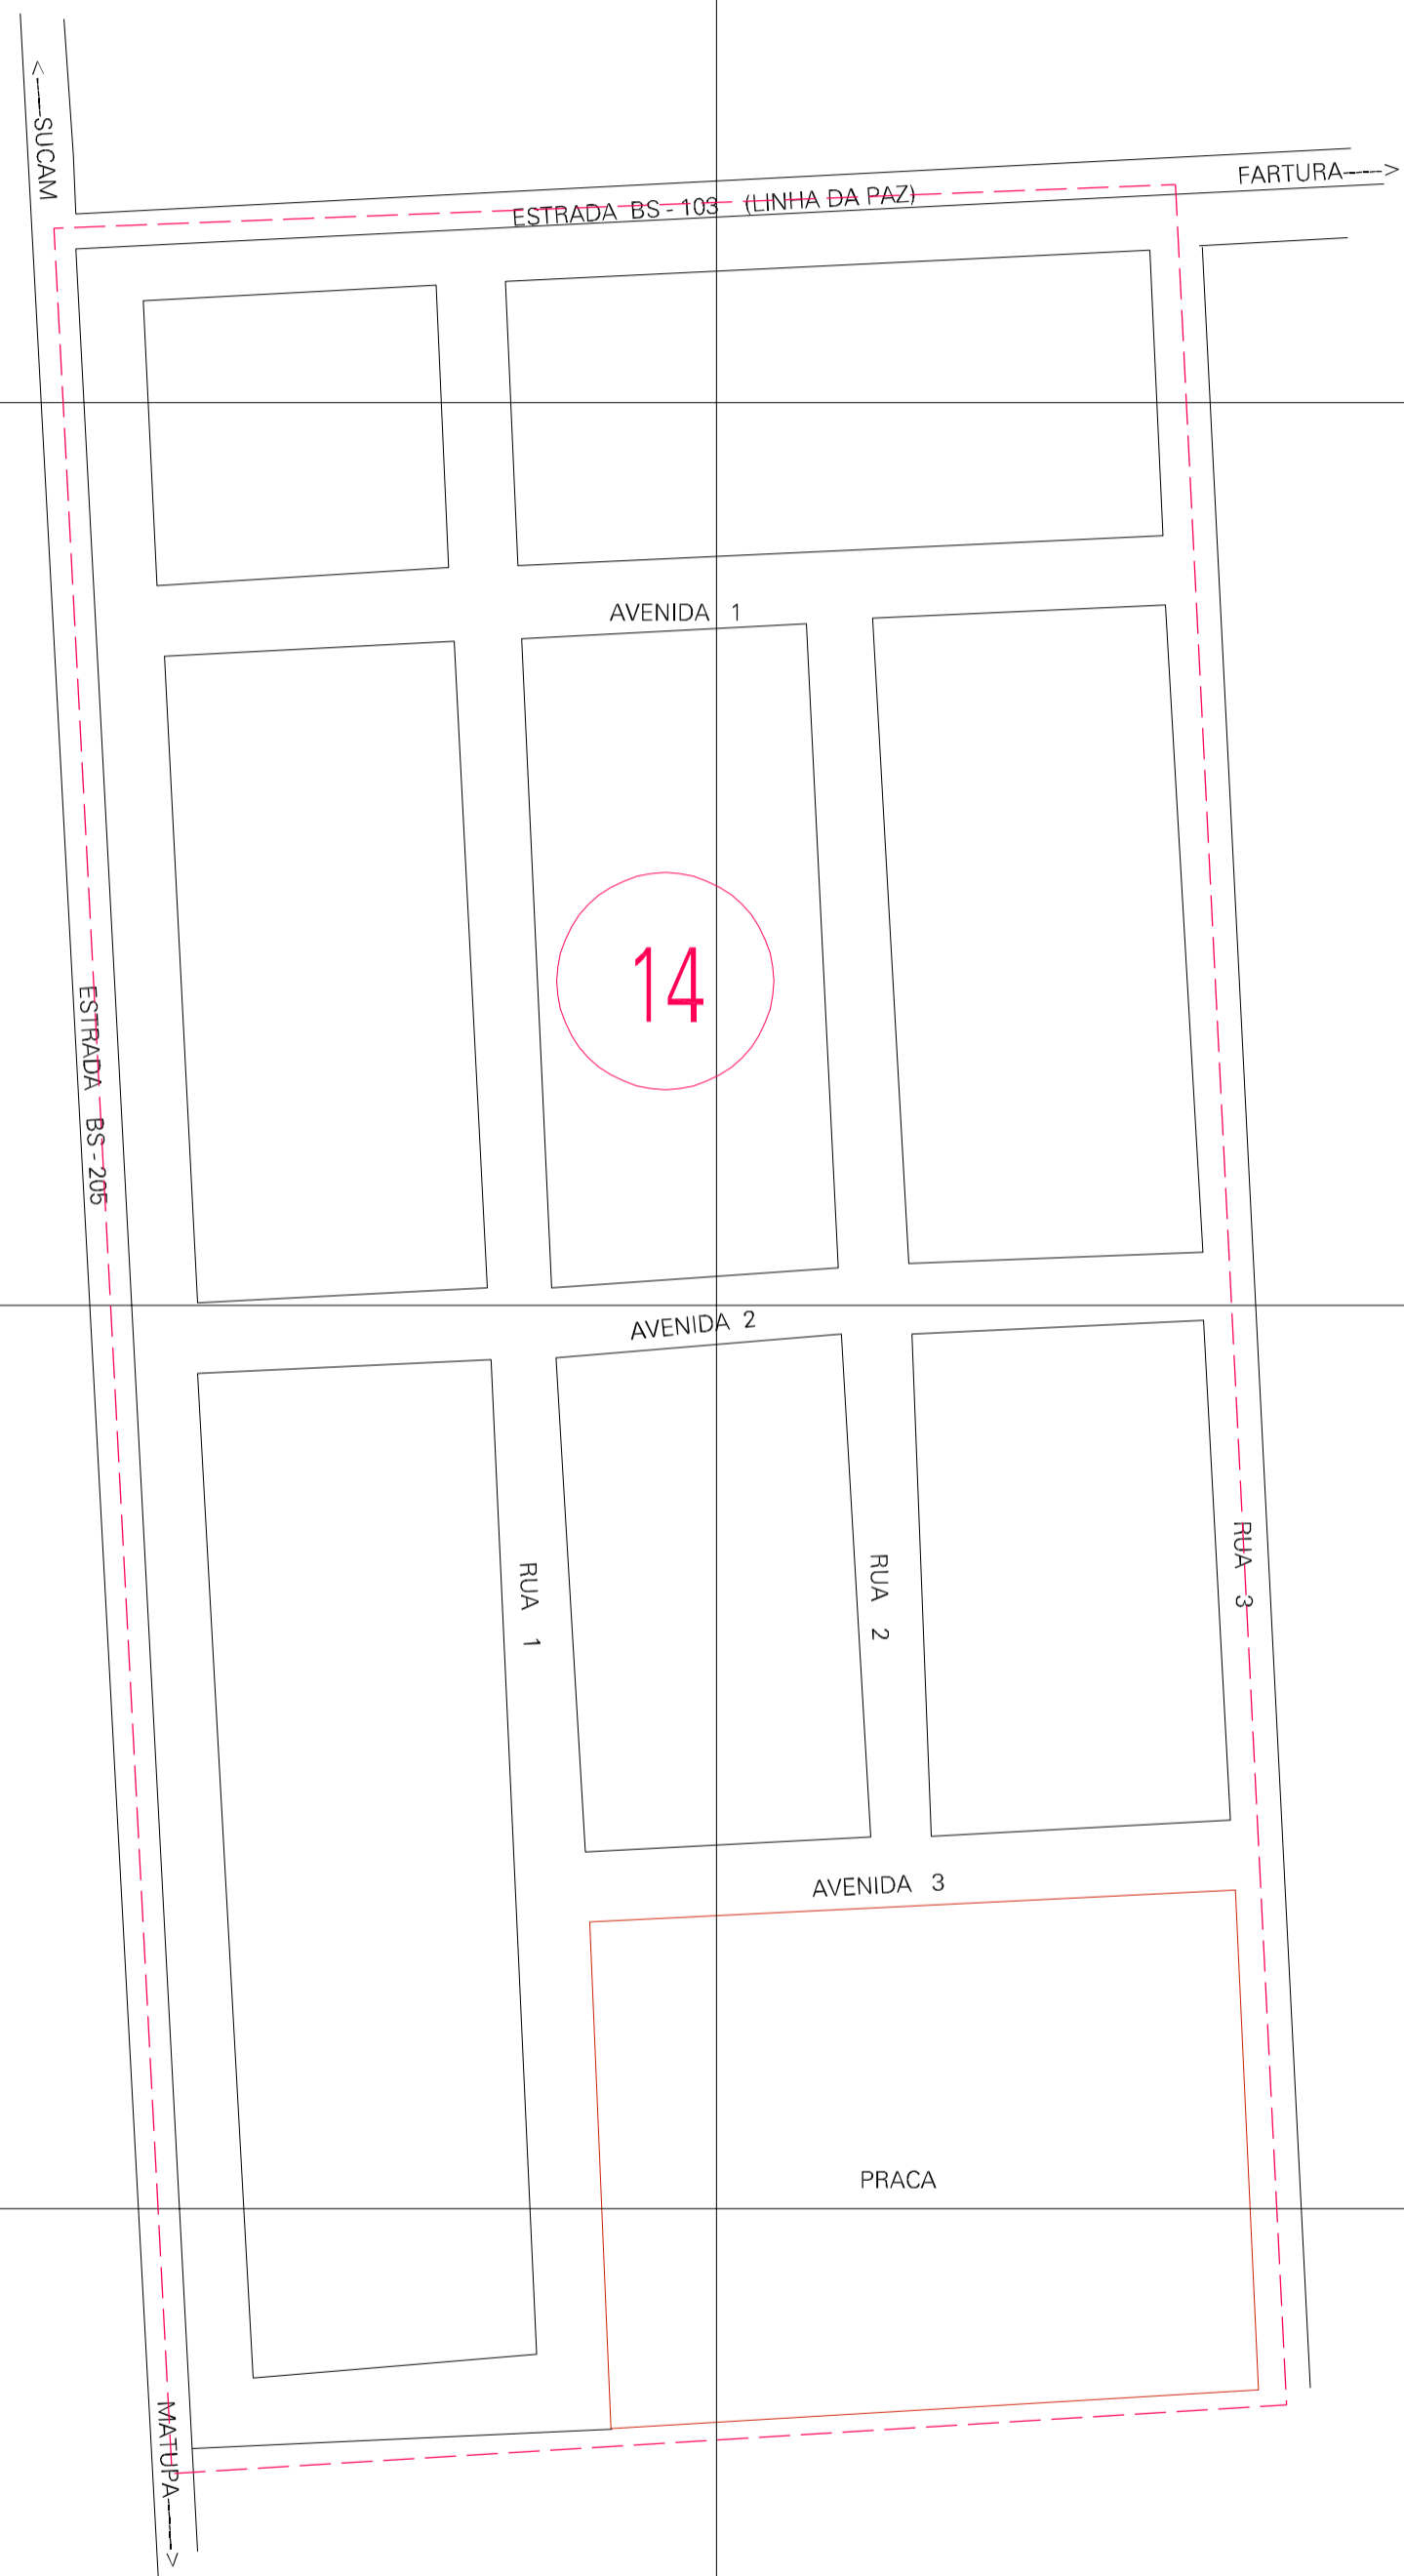 <-----SUCAM
FARTURA----->
ESTRADA BS - 103 (LINHA DA PAZ)
AVENIDA 1
14
ESTRADA BS - 205
AVENIDA 2
RUA 1
RUA 2
RUA 3
AVENIDA 3
PRACA
MATUPA------>